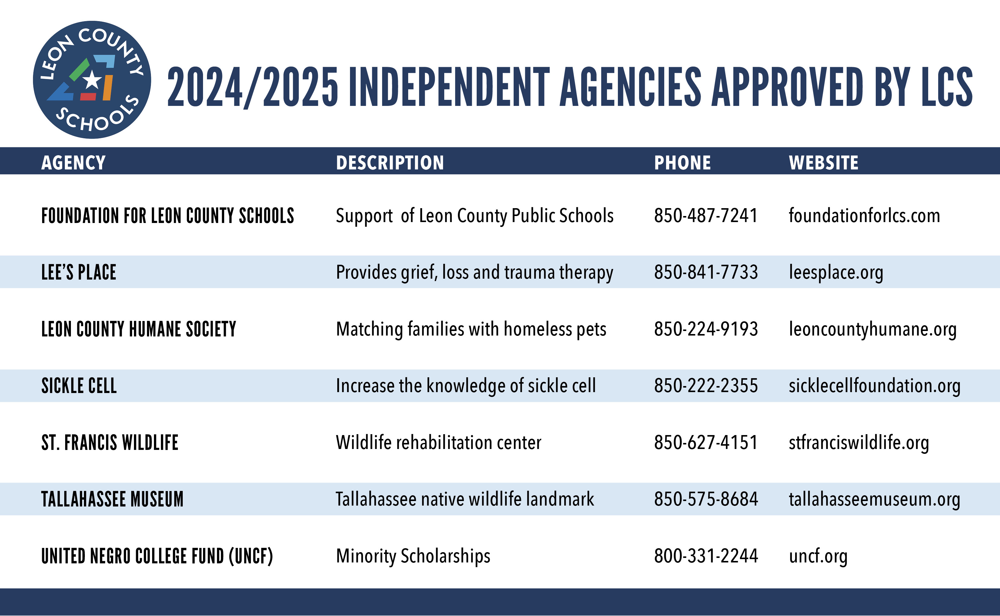 LEON COUNTY
SCHOOLS
2024/2025 INDEPENDENT AGENCIES APPROVED BY LCS
AGENCY DESCRIPTION PHONE WEBSITE
FOUNDATION FOR LEON COUNTY SCHOOLS Support  of Leon County Public Schools 850-487-7241 foundationforlcs.com
LEE’S PLACE Provides grief, loss and trauma therapy 850-841-7733 leesplace.org
LEON COUNTY HUMANE SOCIETY Matching families with homeless pets 850-224-9193 leoncountyhumane.org
SICKLE CELL Increase the knowledge of sickle cell 850-222-2355 sicklecellfoundation.org
ST. FRANCIS WILDLIFE Wildlife rehabilitation center 850-627-4151 stfranciswildlife.org
TALLAHASSEE MUSEUM Tallahassee native wildlife landmark 850-575-8684 tallahasseemuseum.org
UNITED NEGRO COLLEGE FUND (UNCF) Minority Scholarships 800-331-2244 uncf.org